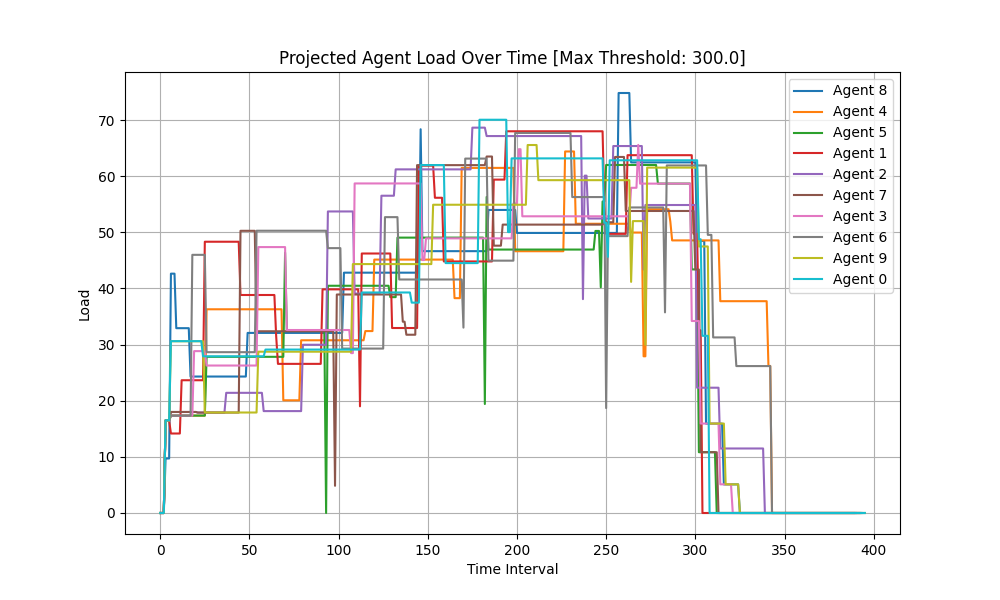 Projected Agent Load Over Time [Max Threshold: 300.0]
Load
70
60
50
40
30
20
10
0
0 50 100 150 200 250 300 350 400
Time Interval
Agent 8
Agent 4
Agent 5
Agent 1
Agent 2
Agent 7
Agent 3
Agent 6
Agent 9
Agent 0